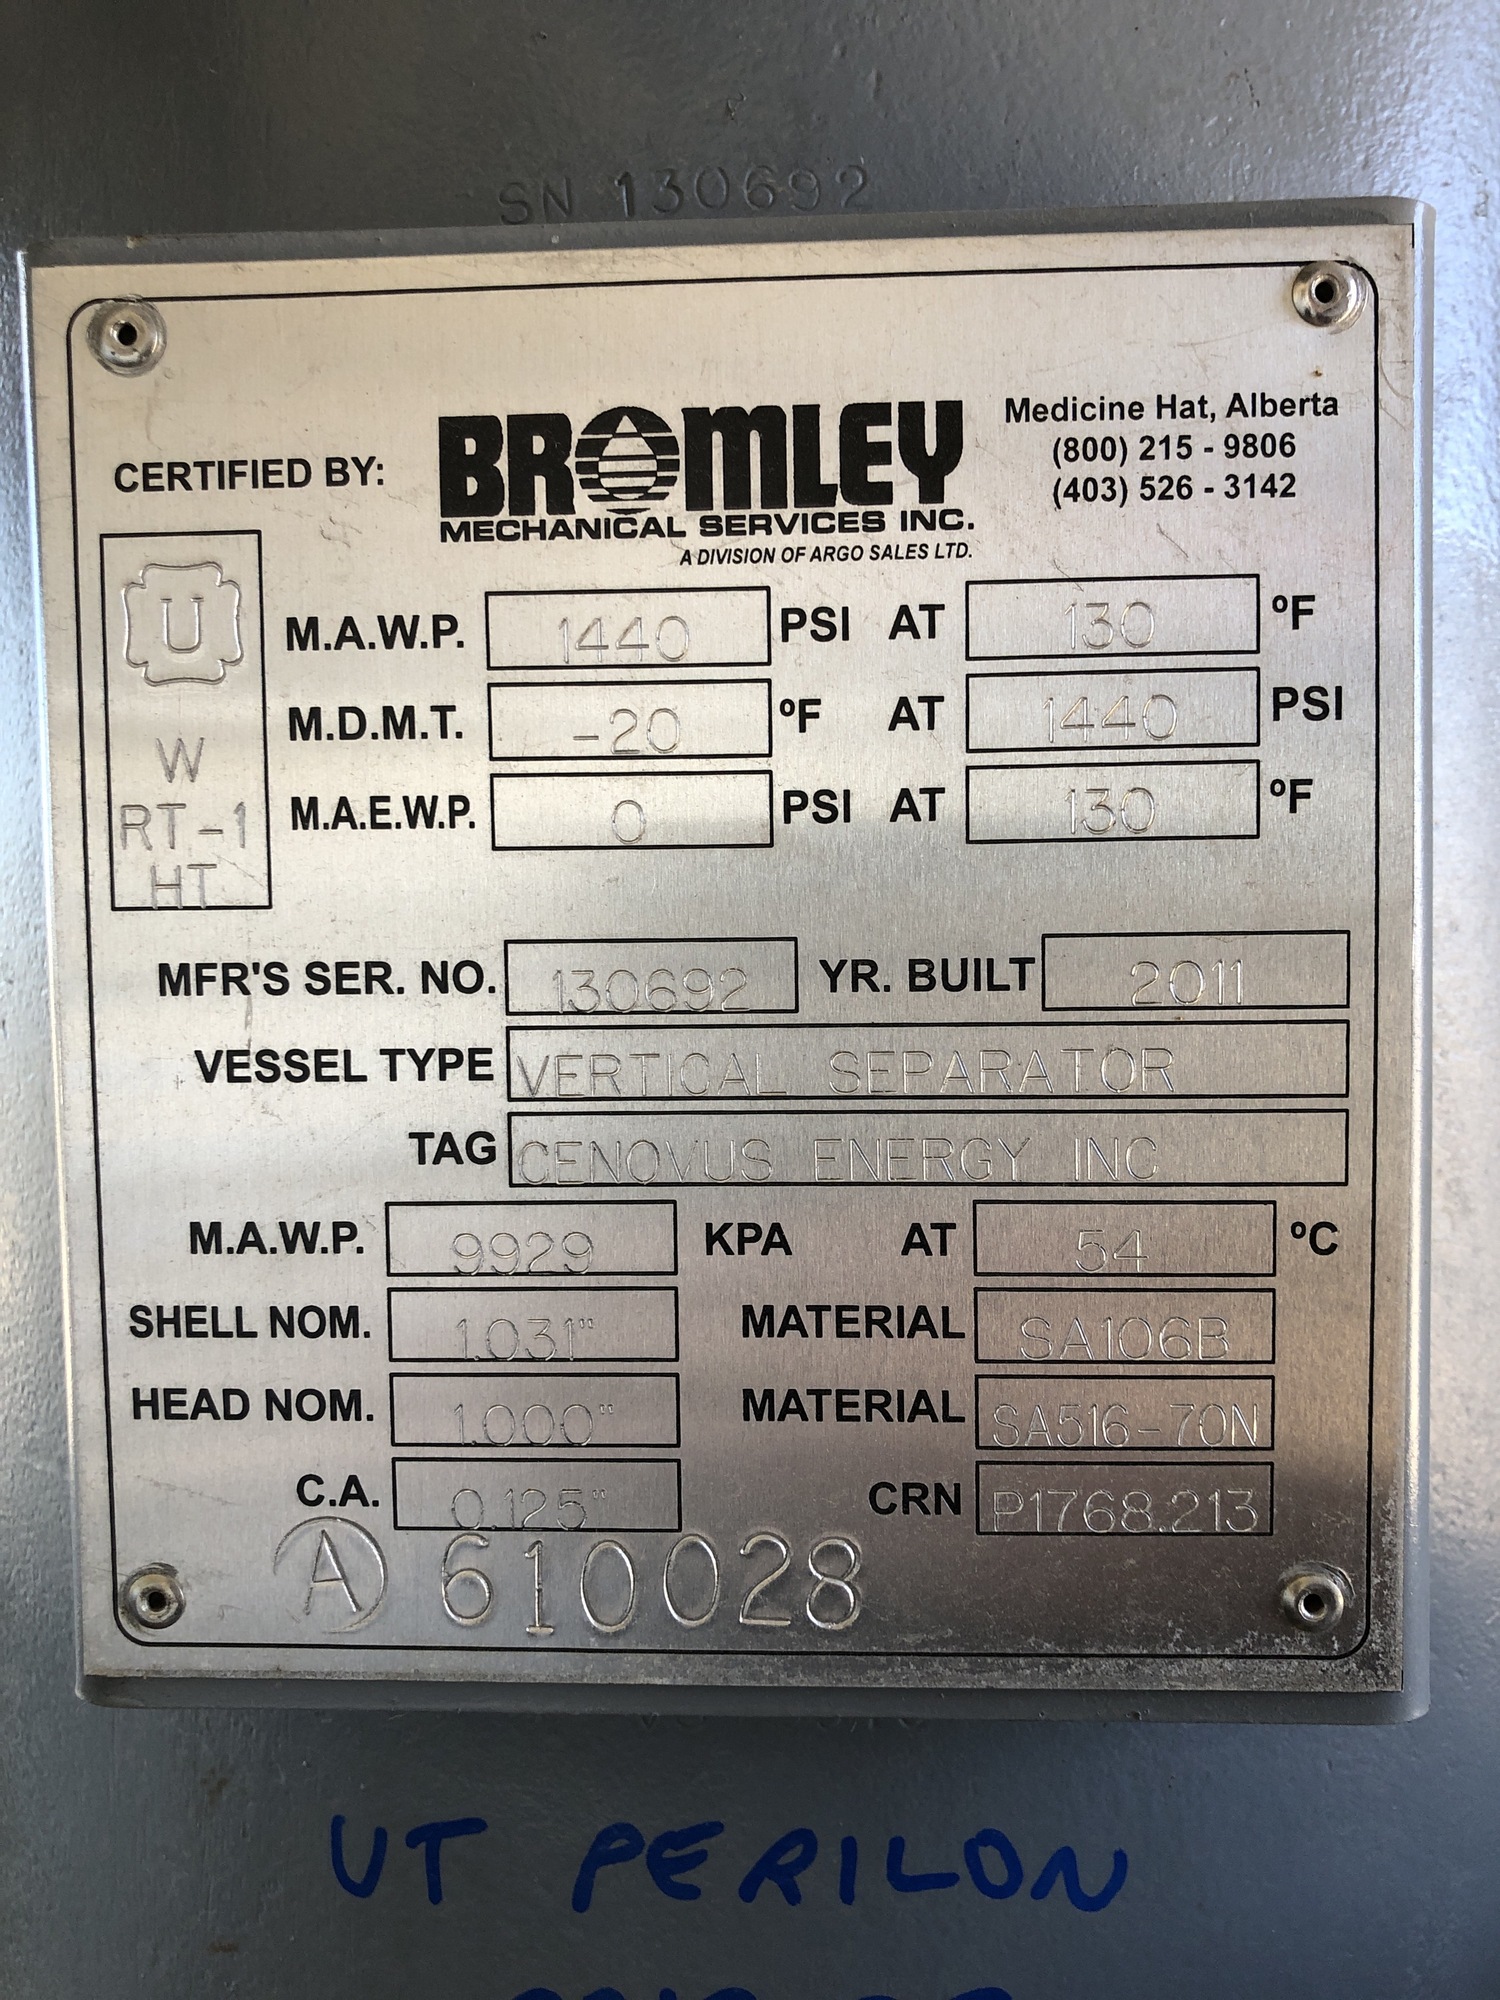 SN 130692
Medicine Hat, Alberta
(800) 215 - 9806
(403) 526 - 3142
CERTIFIED BY: BROMLEY
MECHANICAL SERVICES INC.
A DIVISION OF ARGO SALES LTD.
U
W
RT-1
HT
M.A.W.P. 1440 PSI AT 130 ºF
M.D.M.T. -20 ºF AT 1440 PSI
M.A.E.W.P. 0 PSI AT 130 ºF
MFR'S SER. NO. 130692 YR. BUILT 2011
VESSEL TYPE VERTICAL SEPARATOR
TAG CENOVUS ENERGY INC
M.A.W.P. 9929 KPA AT 54 ºC
SHELL NOM. 1.031" MATERIAL SA106B
HEAD NOM. 1.000" MATERIAL SA516-70N
C.A. 0.125" CRN P1768.213
A 610028
UT PERILON